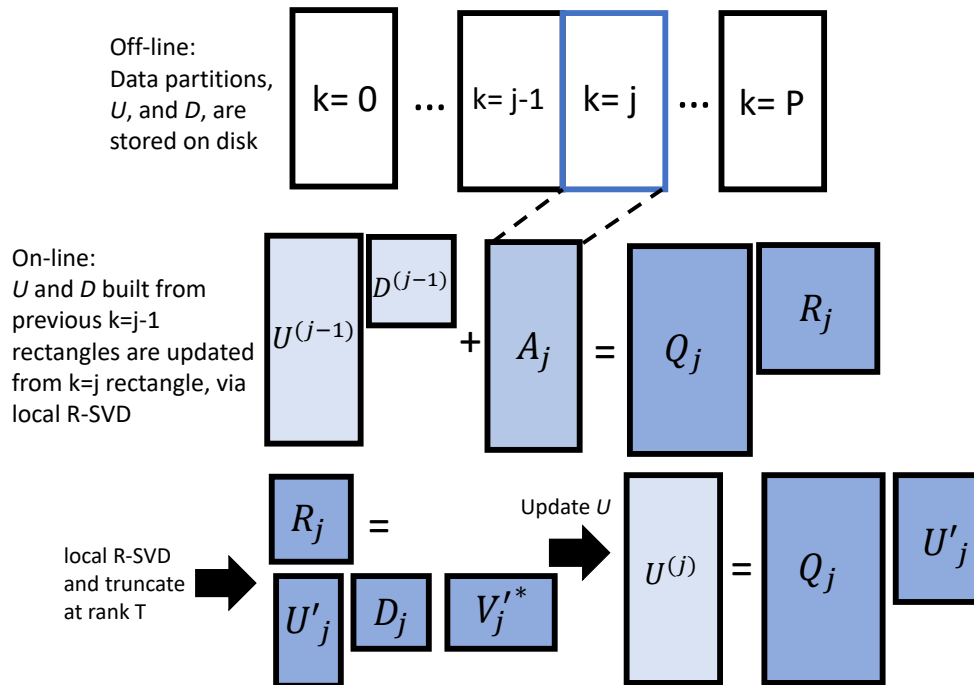 Off-line:
Data partitions,
U, and D, are
stored on disk
k= 0
...
k= j-1
k= j
...
k= P
On-line:
U and D built from
previous k=j-1
rectangles are updated
from k=j rectangle, via
local R-SVD
U^{(j-1)}
D^{(j-1)}
+
A_j
=
Q_j
R_j
local R-SVD
and truncate
at rank T
R_j
=
U'_j
D_j
V'^*_j
Update U
U^{(j)}
=
Q_j
U'_j